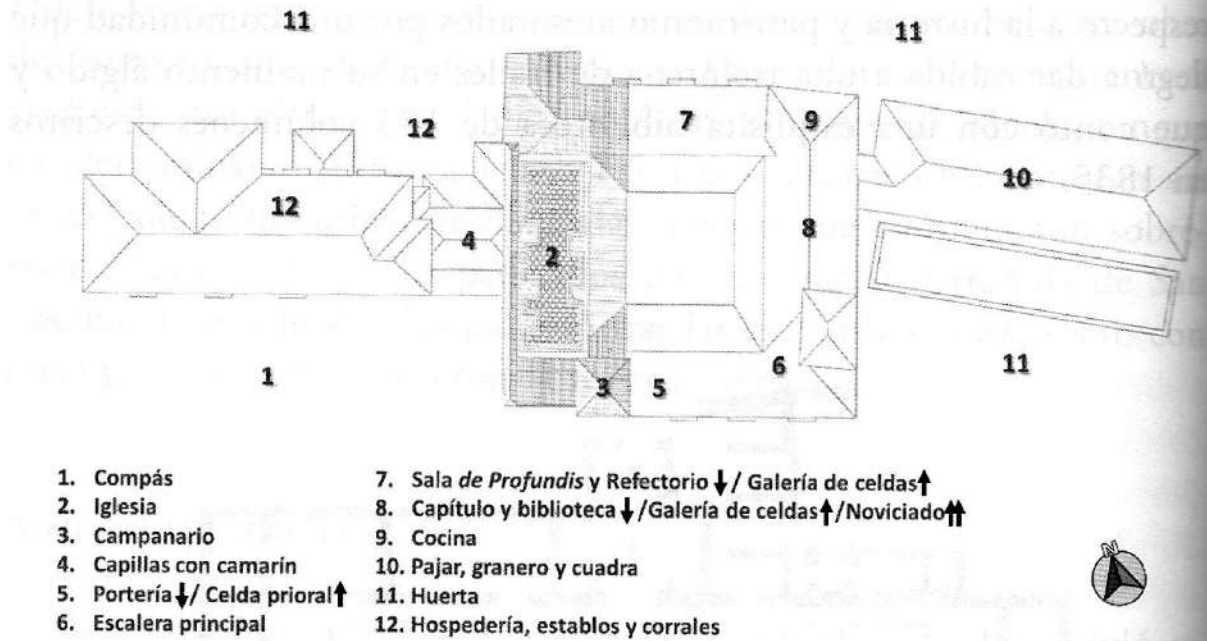 11
11
7
9
12
10
12
8
4
2
11
1
6
3
5
1. Compás
2. Iglesia
3. Campanario
4. Capillas con camarín
5. Portería ↓/ Celda prioral ↑
6. Escalera principal
7. Sala de Profundis y Refectorio ↓/ Galería de celdas ↑
8. Capítulo y biblioteca ↓/Galería de celdas ↑/Noviciado ⇈
9. Cocina
10. Pajar, granero y cuadra
11. Huerta
12. Hospedería, establos y corrales
N